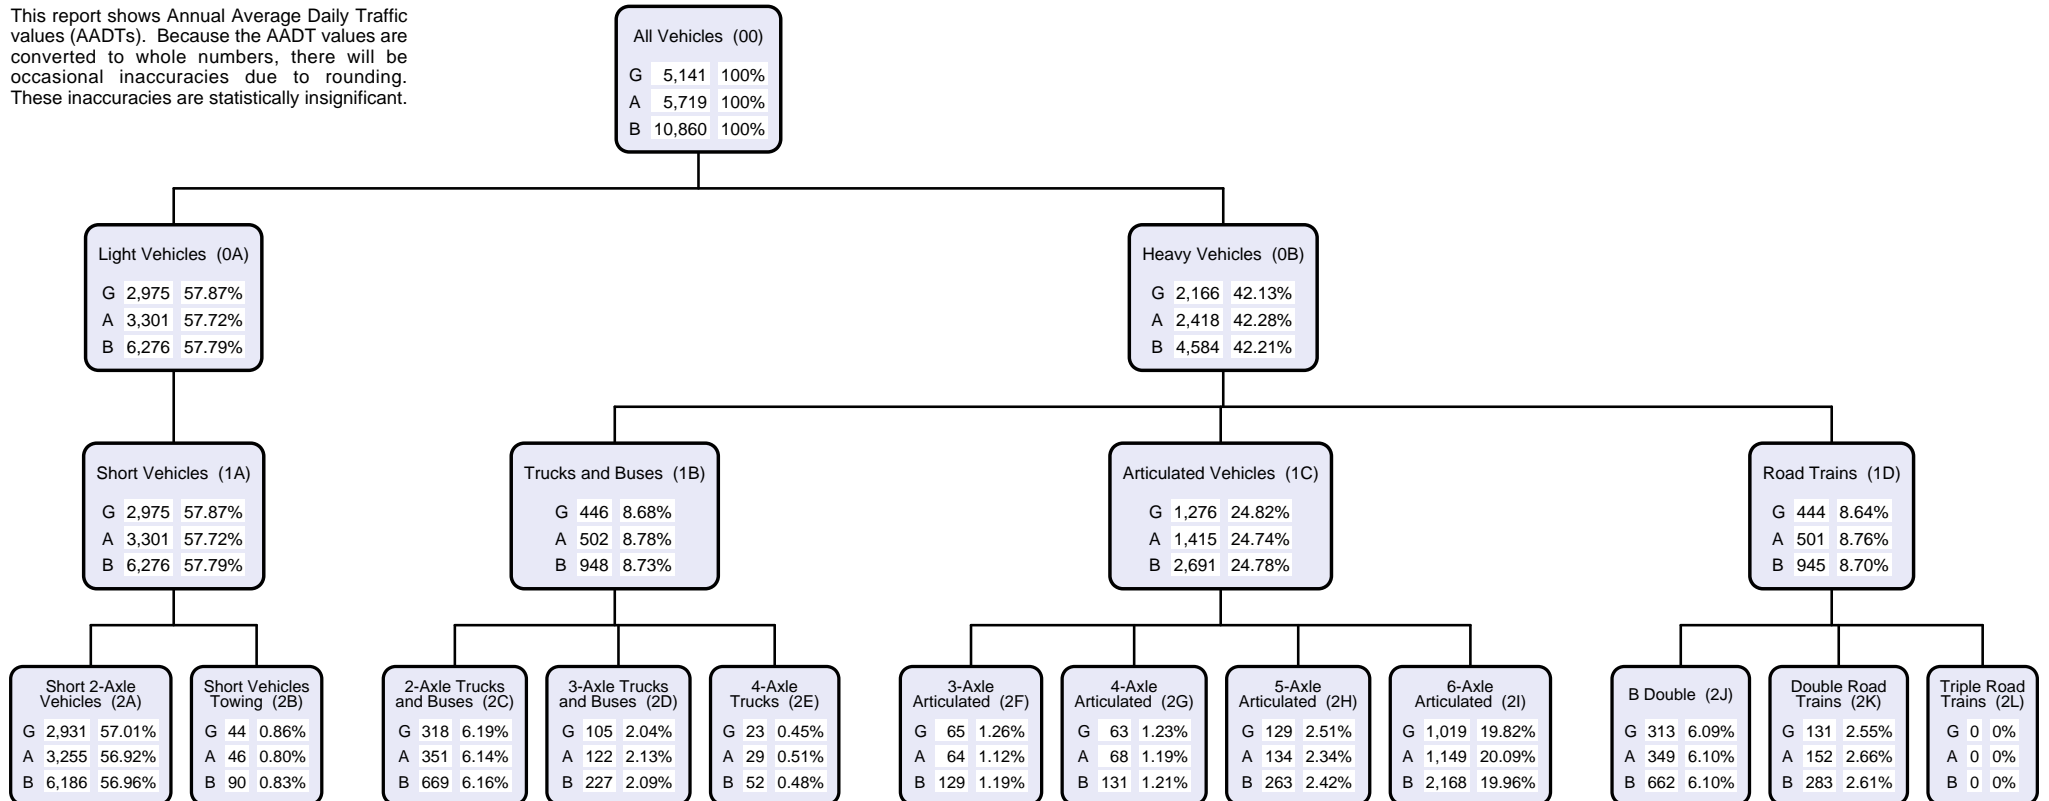 This report shows Annual Average Daily Traffic
values (AADTs). Because the AADT values are
converted to whole numbers, there will be
occasional inaccuracies due to rounding.
These inaccuracies are statistically insignificant.
All Vehicles (00)
G 5,141 100%
A 5,719 100%
B 10,860 100%
Light Vehicles (0A)
G 2,975 57.87%
A 3,301 57.72%
B 6,276 57.79%
Heavy Vehicles (0B)
G 2,166 42.13%
A 2,418 42.28%
B 4,584 42.21%
Short Vehicles (1A)
G 2,975 57.87%
A 3,301 57.72%
B 6,276 57.79%
Trucks and Buses (1B)
G 446 8.68%
A 502 8.78%
B 948 8.73%
Articulated Vehicles (1C)
G 1,276 24.82%
A 1,415 24.74%
B 2,691 24.78%
Road Trains (1D)
G 444 8.64%
A 501 8.76%
B 945 8.70%
Short 2-Axle
Vehicles (2A)
G 2,931 57.01%
A 3,255 56.92%
B 6,186 56.96%
Short Vehicles
Towing (2B)
G 44 0.86%
A 46 0.80%
B 90 0.83%
2-Axle Trucks
and Buses (2C)
G 318 6.19%
A 351 6.14%
B 669 6.16%
3-Axle Trucks
and Buses (2D)
G 105 2.04%
A 122 2.13%
B 227 2.09%
4-Axle
Trucks (2E)
G 23 0.45%
A 29 0.51%
B 52 0.48%
3-Axle
Articulated (2F)
G 65 1.26%
A 64 1.12%
B 129 1.19%
4-Axle
Articulated (2G)
G 63 1.23%
A 68 1.19%
B 131 1.21%
5-Axle
Articulated (2H)
G 129 2.51%
A 134 2.34%
B 263 2.42%
6-Axle
Articulated (2I)
G 1,019 19.82%
A 1,149 20.09%
B 2,168 19.96%
B Double (2J)
G 313 6.09%
A 349 6.10%
B 662 6.10%
Double Road
Trains (2K)
G 131 2.55%
A 152 2.66%
B 283 2.61%
Triple Road
Trains (2L)
G 0 0%
A 0 0%
B 0 0%